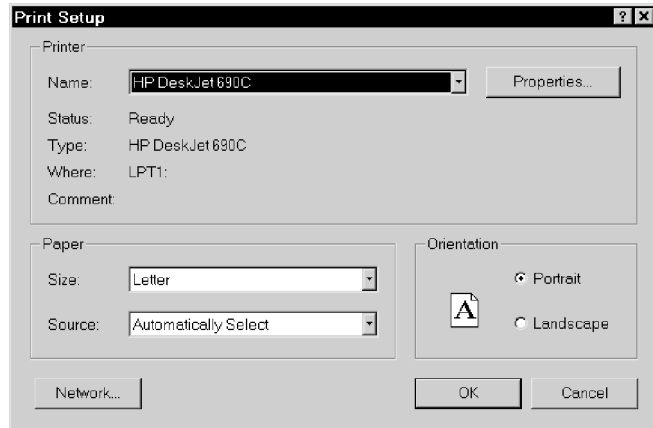 Print Setup
Printer
Name: HP DeskJet 690C Properties...
Status: Ready
Type: HP DeskJet 690C
Where: LPT1:
Comment:
Paper
Size: Letter
Source: Automatically Select
Orientation
A
Portrait
Landscape
Network...
OK
Cancel